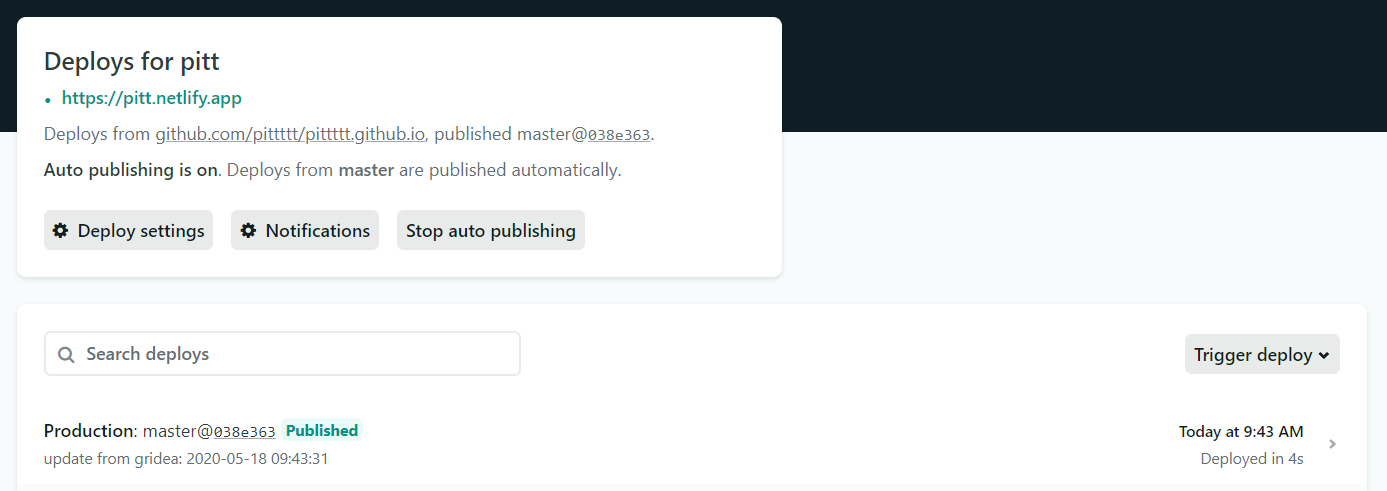 Deploys for pitt
• https://pitt.netlify.app
Deploys from github.com/pittttt/pittttt.github.io, published master@038e363.
Auto publishing is on. Deploys from master are published automatically.
Deploy settings Notifications Stop auto publishing
Search deploys Trigger deploy
Production: master@038e363 Published Today at 9:43 AM
update from gridea: 2020-05-18 09:43:31 Deployed in 4s